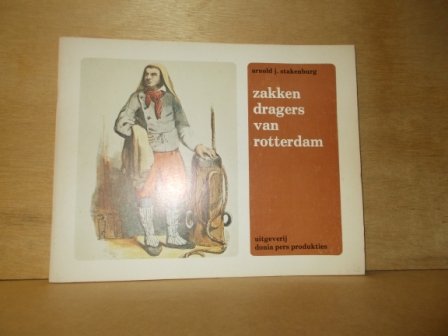 arnold j. stakenburg
zakken
dragers
van
rotterdam
uitgeverij
donia pers produkties